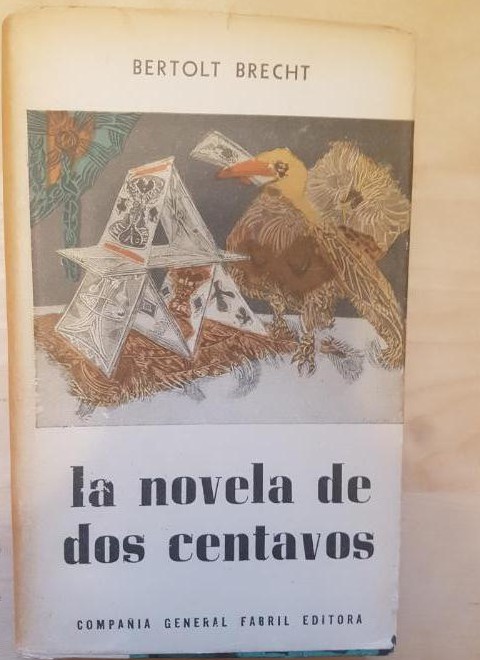 BERTOLT BRECHT
la novela de
dos centavos
COMPAÑIA GENERAL FABRIL EDITORA